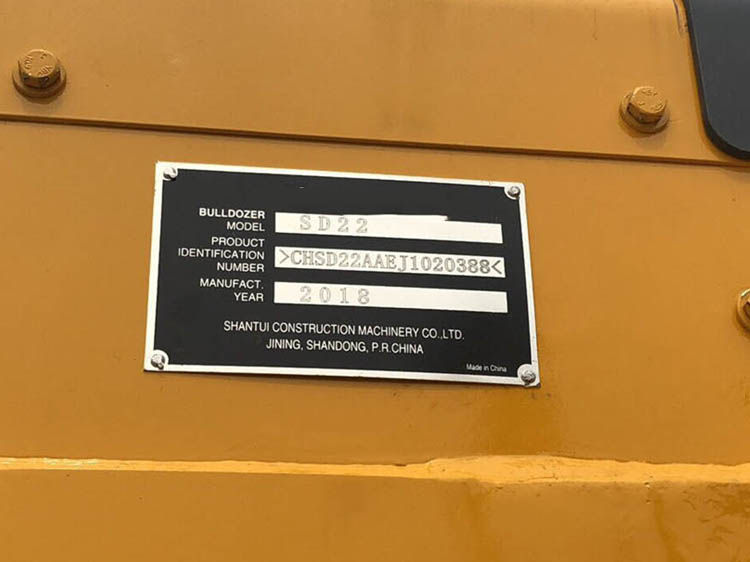 BULLDOZER
MODEL SD22
PRODUCT
IDENTIFICATION
NUMBER >CHSD22AAEJ1020388<
MANUFACT.
YEAR 2018
SHANTUI CONSTRUCTION MACHINERY CO.,LTD.
JINING, SHANDONG, P.R.CHINA
Made in China